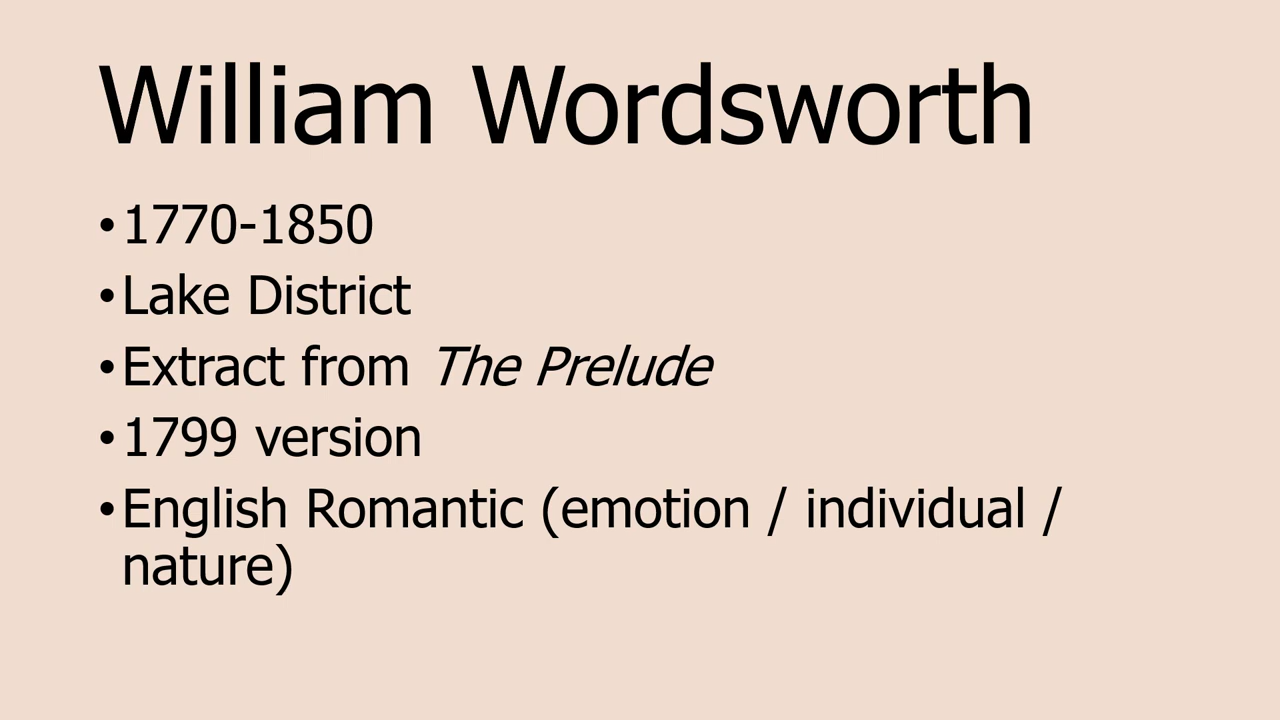 William Wordsworth
•1770-1850
•Lake District
•Extract from The Prelude
•1799 version
•English Romantic (emotion / individual /
nature)